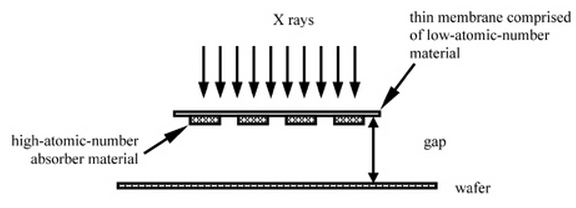 X rays
thin membrane comprised
of low-atomic-number
material
high-atomic-number
absorber material
gap
wafer